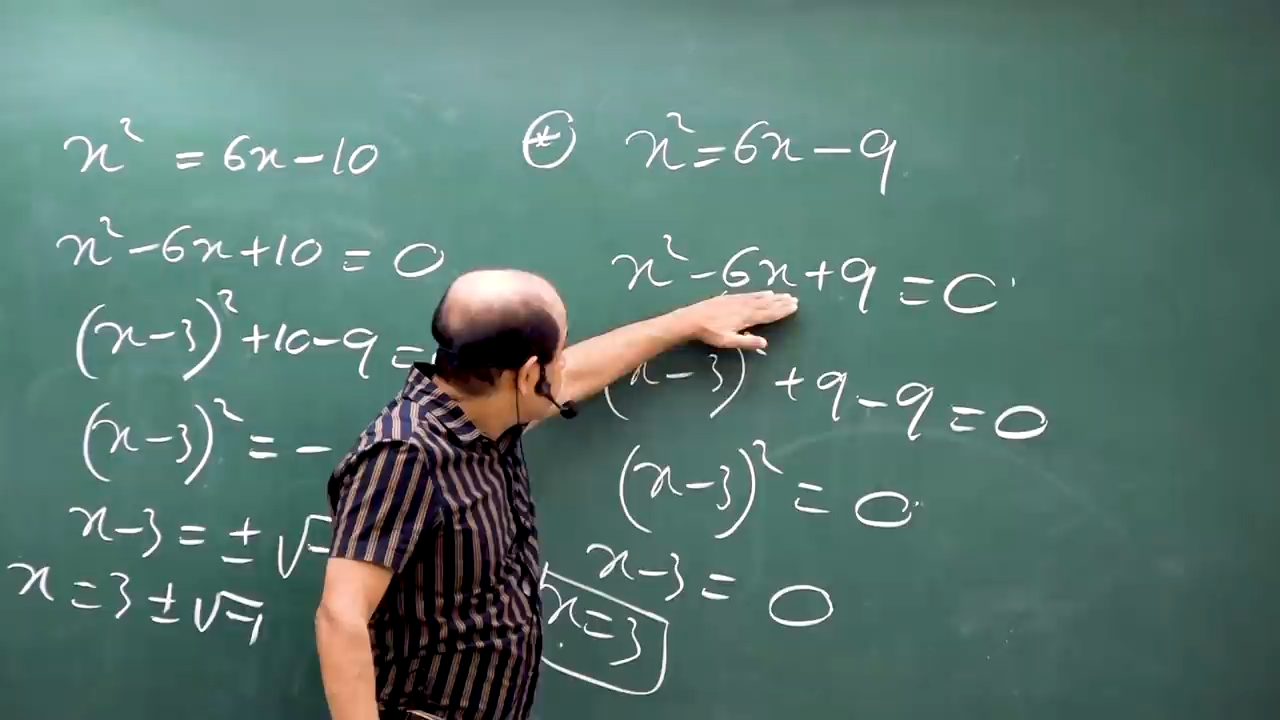 x² = 6x - 10
x² - 6x + 10 = 0
(x - 3)² + 10 - 9 =
(x - 3)² = -
x - 3 = ± √-
x = 3 ± √-1
* x² = 6x - 9
x² - 6x + 9 = 0
(x - 3) + 9 - 9 = 0
(x - 3)² = 0
x - 3 = 0
x = 3